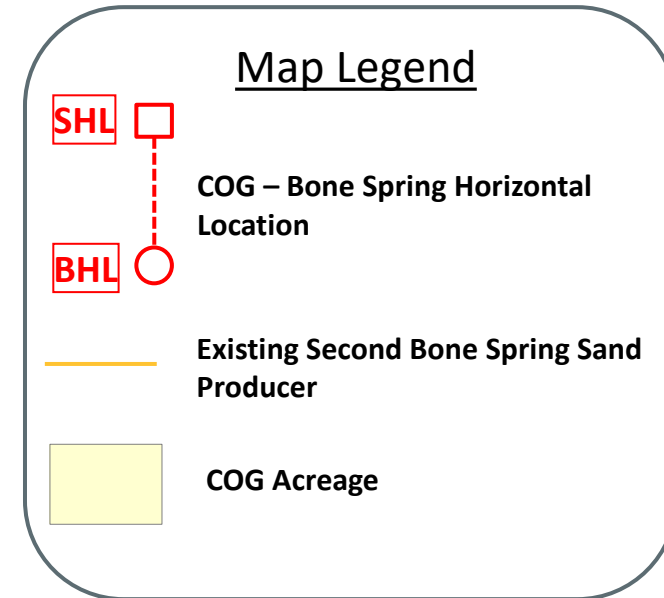 Map Legend
SHL
COG – Bone Spring Horizontal
Location
BHL
Existing Second Bone Spring Sand
Producer
COG Acreage